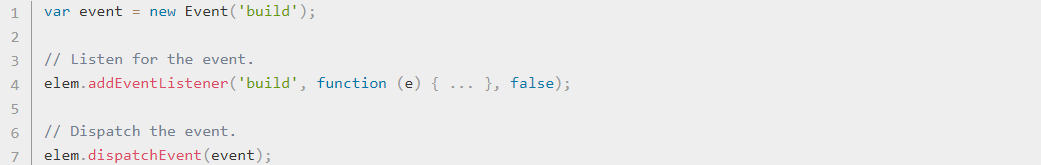 1 var event = new Event('build');
2
3 // Listen for the event.
4 elem.addEventListener('build', function (e) { ... }, false);
5
6 // Dispatch the event.
7 elem.dispatchEvent(event);